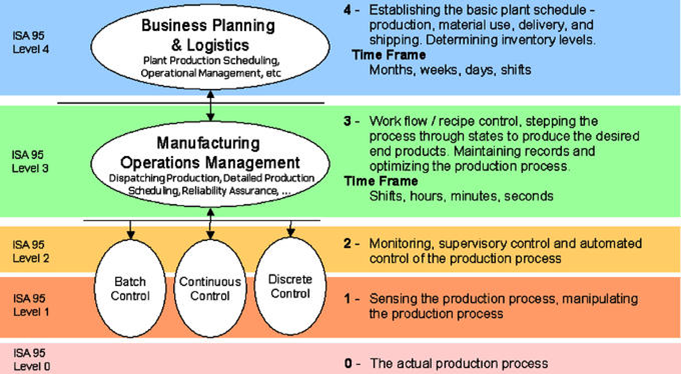 ISA 95
Level 4
Business Planning
& Logistics
Plant Production Scheduling,
Operational Management, etc
4 - Establishing the basic plant schedule -
production, material use, delivery, and
shipping. Determining inventory levels.
Time Frame
Months, weeks, days, shifts
ISA 95
Level 3
Manufacturing
Operations Management
Dispatching Production, Detailed Production
Scheduling, Reliability Assurance, ...
3 - Work flow / recipe control, stepping the
process through states to produce the desired
end products. Maintaining records and
optimizing the production process.
Time Frame
Shifts, hours, minutes, seconds
ISA 95
Level 2
Batch
Control
Continuous
Control
Discrete
Control
2 - Monitoring, supervisory control and automated
control of the production process
ISA 95
Level 1
1 - Sensing the production process, manipulating
the production process
ISA 95
Level 0
0 - The actual production process